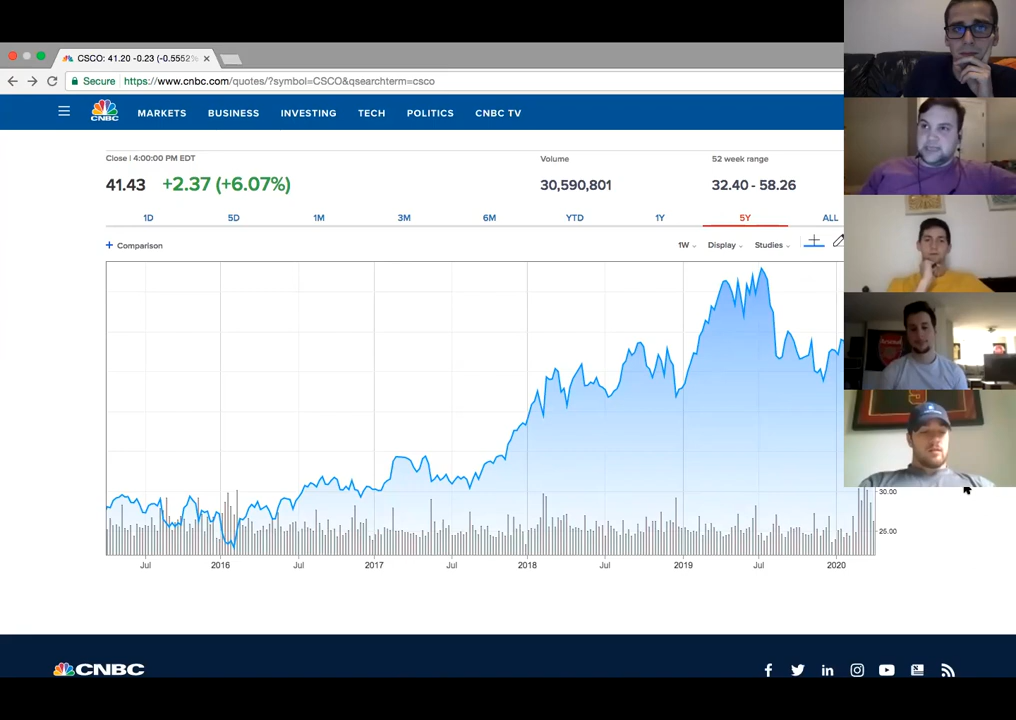 CSCO: 41.20 -0.23 (-0.5552%
Secure https://www.cnbc.com/quotes/?symbol=CSCO&qsearchterm=csco
CNBC MARKETS BUSINESS INVESTING TECH POLITICS CNBC TV
Close | 4:00:00 PM EDT Volume 52 week range
41.43 +2.37 (+6.07%) 30,590,801 32.40 - 58.26
1D 5D 1M 3M 6M YTD 1Y 5Y ALL
+ Comparison 1W Display Studies
Arsenal
30.00
25.00
Jul 2016 Jul 2017 Jul 2018 Jul 2019 Jul 2020
CNBC